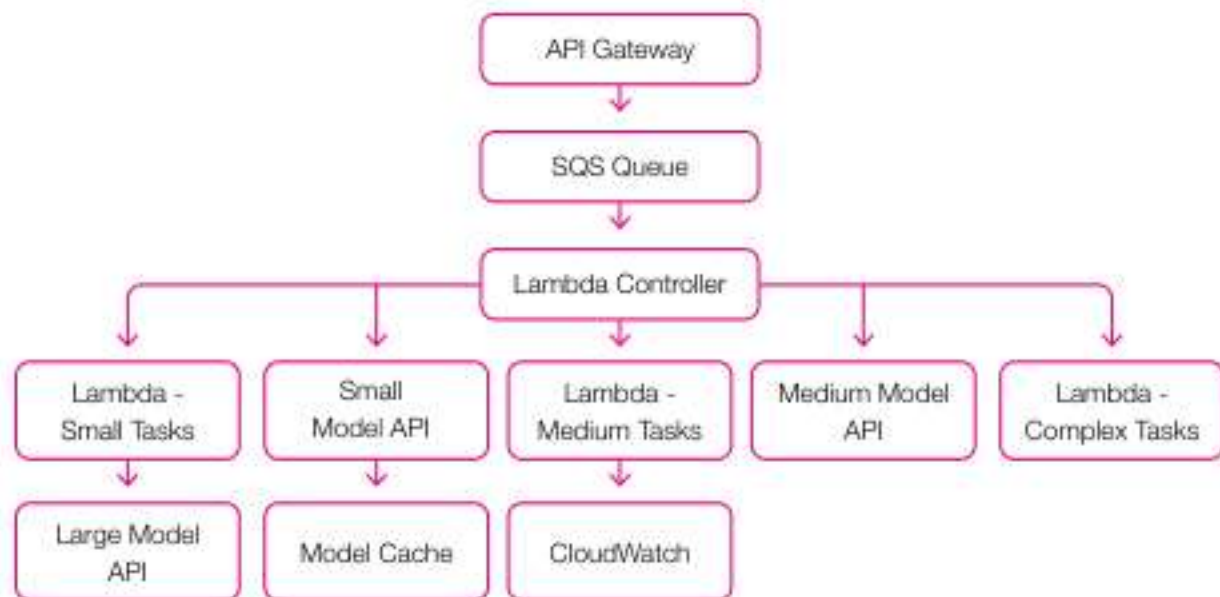 API Gateway
SQS Queue
Lambda Controller
Lambda -
Small Tasks
Small
Model API
Lambda -
Medium Tasks
Medium Model
API
Lambda -
Complex Tasks
Large Model
API
Model Cache
CloudWatch